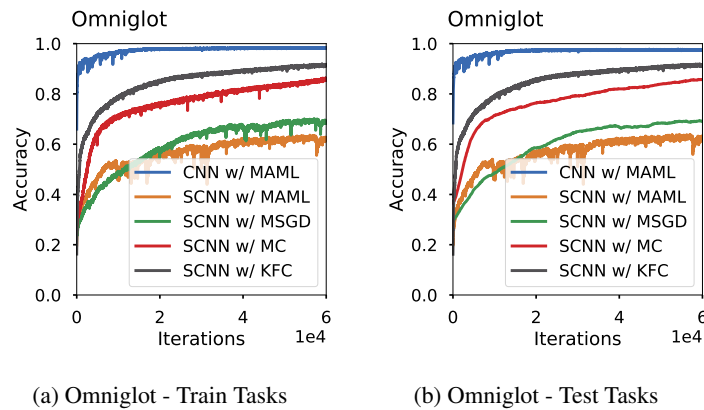 Omniglot
Accuracy
1.0
0.8
0.6
0.4
0.2
0.0
CNN w/ MAML
SCNN w/ MAML
SCNN w/ MSGD
SCNN w/ MC
SCNN w/ KFC
0 2 4 6
1e4
Iterations
(a) Omniglot - Train Tasks
Omniglot
Accuracy
1.0
0.8
0.6
0.4
0.2
0.0
CNN w/ MAML
SCNN w/ MAML
SCNN w/ MSGD
SCNN w/ MC
SCNN w/ KFC
0 2 4 6
1e4
Iterations
(b) Omniglot - Test Tasks